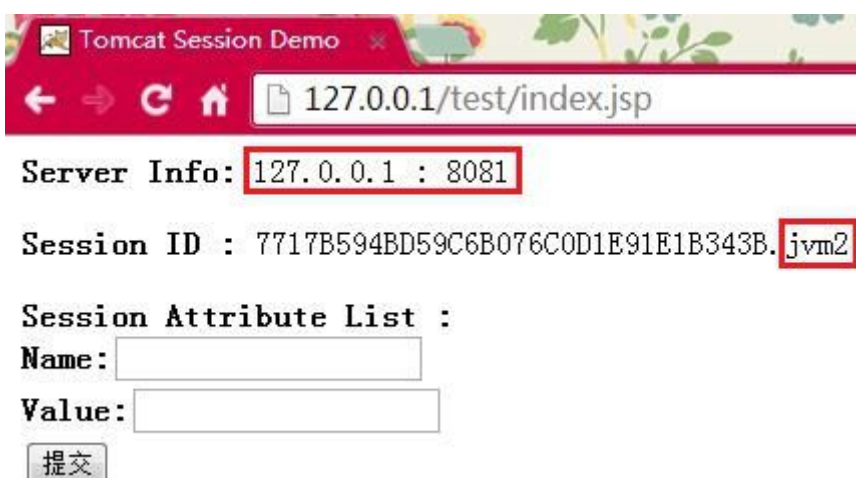 Tomcat Session Demo
127.0.0.1/test/index.jsp
Server Info: 127.0.0.1 : 8081
Session ID : 7717B594BD59C6B076C0D1E91E1B343B.jvm2
Session Attribute List :
Name:
Value:
提交